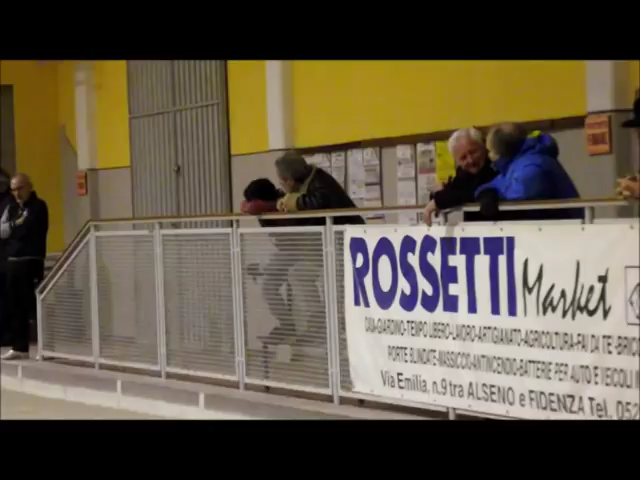 ROSSETTI Market
CASA-GIARDINO-TEMPO LIBERO-LAVORO-ARTIGIANATO-AGRICOLTURA-FAI DA TE-BRICO
PORTE BLINDATE-MASSICCIO-ANTINCENDIO-BATTERIE PER AUTO E VEICOLI
Via Emilia, n.9 tra ALSENO e FIDENZA Tel. 052